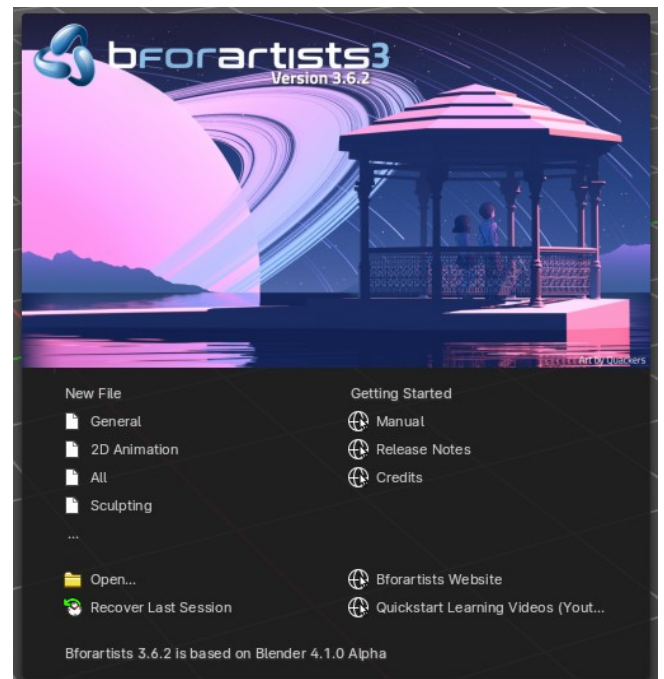 bforartists3
Version 3.6.2
Art by Quackers
New File
General
2D Animation
All
Sculpting
...
Getting Started
Manual
Release Notes
Credits
Open...
Recover Last Session
Bforartists Website
Quickstart Learning Videos (Yout...
Bforartists 3.6.2 is based on Blender 4.1.0 Alpha